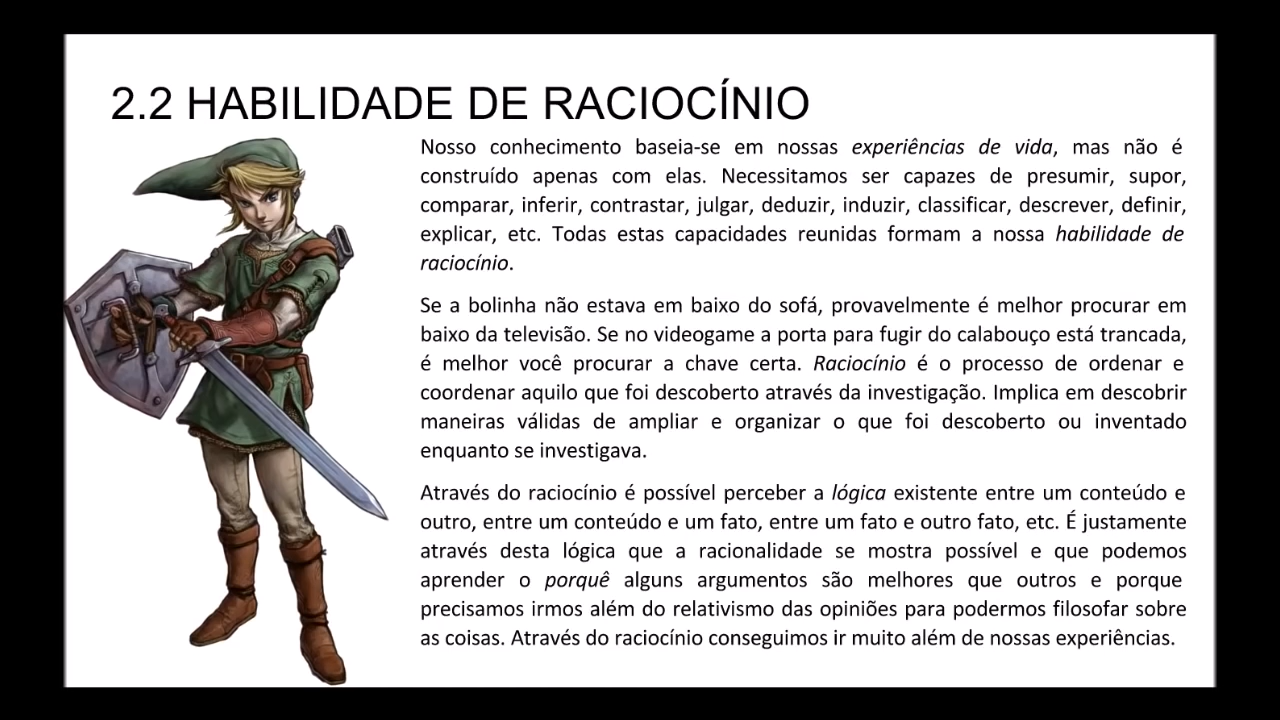 2.2 HABILIDADE DE RACIOCÍNIO
Nosso conhecimento baseia-se em nossas experiências de vida, mas não é
construído apenas com elas. Necessitamos ser capazes de presumir, supor,
comparar, inferir, contrastar, julgar, deduzir, induzir, classificar, descrever, definir,
explicar, etc. Todas estas capacidades reunidas formam a nossa habilidade de
raciocínio.
Se a bolinha não estava em baixo do sofá, provavelmente é melhor procurar em
baixo da televisão. Se no videogame a porta para fugir do calabouço está trancada,
é melhor você procurar a chave certa. Raciocínio é o processo de ordenar e
coordenar aquilo que foi descoberto através da investigação. Implica em descobrir
maneiras válidas de ampliar e organizar o que foi descoberto ou inventado
enquanto se investigava.
Através do raciocínio é possível perceber a lógica existente entre um conteúdo e
outro, entre um conteúdo e um fato, entre um fato e outro fato, etc. É justamente
através desta lógica que a racionalidade se mostra possível e que podemos
aprender o porquê alguns argumentos são melhores que outros e porque
precisamos irmos além do relativismo das opiniões para podermos filosofar sobre
as coisas. Através do raciocínio conseguimos ir muito além de nossas experiências.